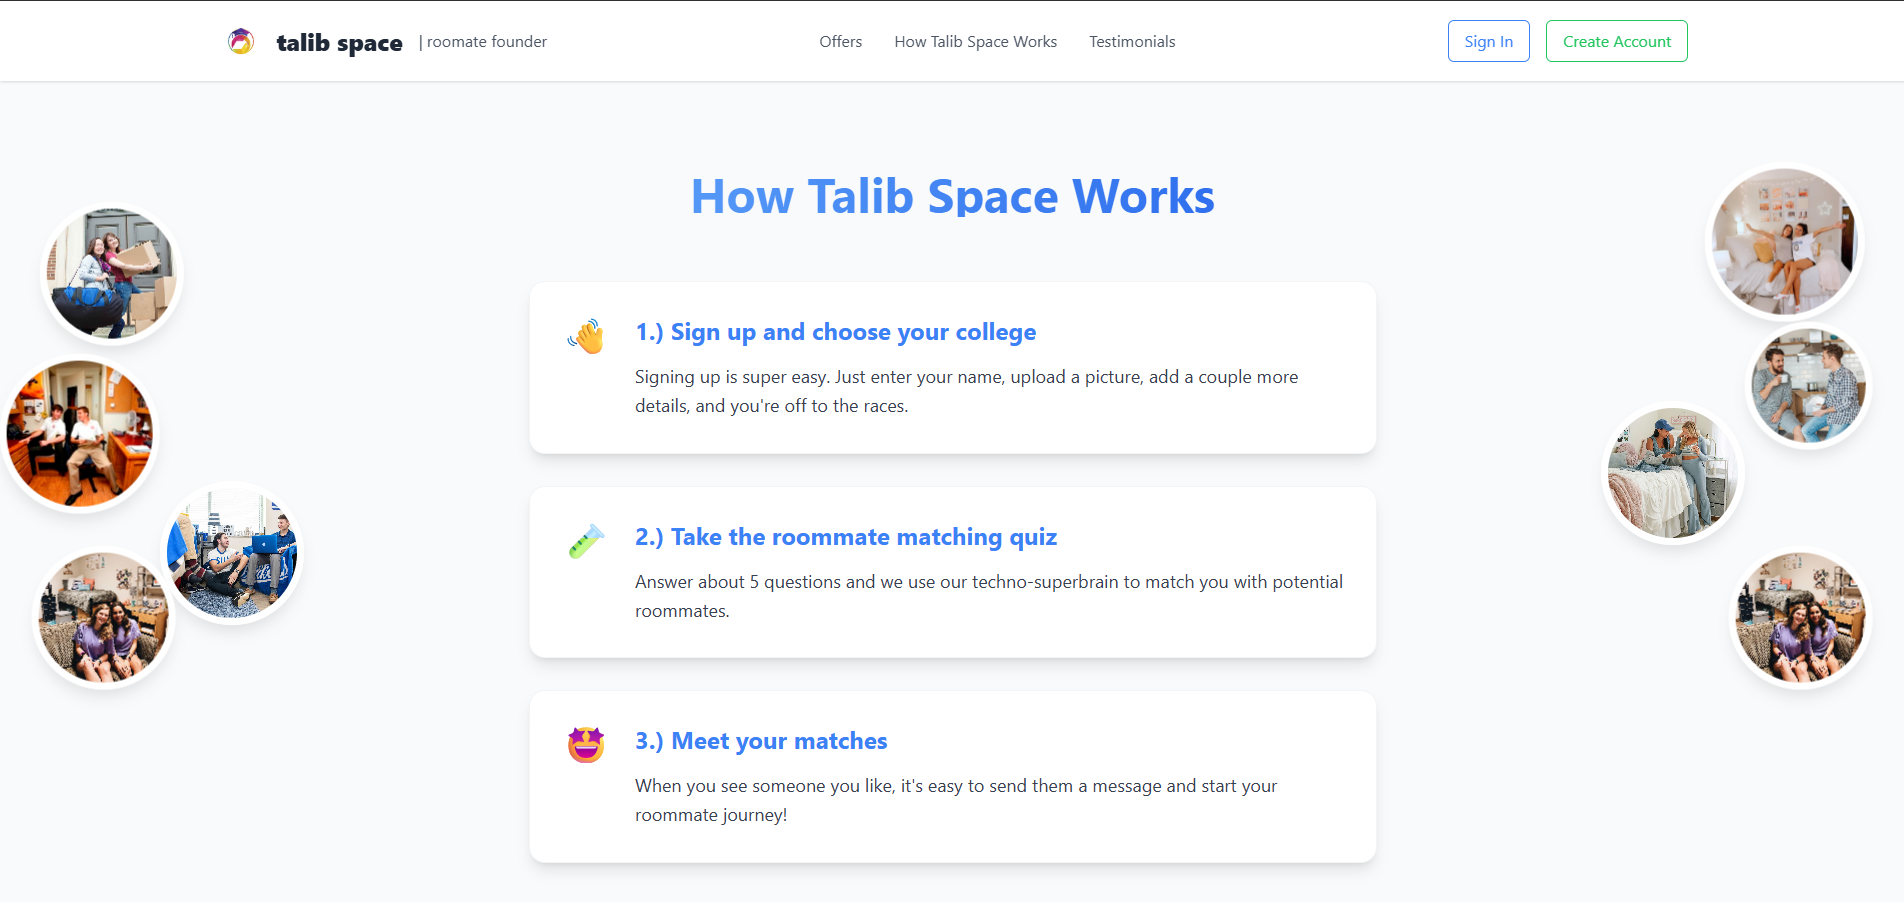 talib space | roomate founder
Offers
How Talib Space Works
Testimonials
Sign In
Create Account
How Talib Space Works
1.) Sign up and choose your college
Signing up is super easy. Just enter your name, upload a picture, add a couple more
details, and you're off to the races.
2.) Take the roommate matching quiz
Answer about 5 questions and we use our techno-superbrain to match you with potential
roommates.
3.) Meet your matches
When you see someone you like, it's easy to send them a message and start your
roommate journey!